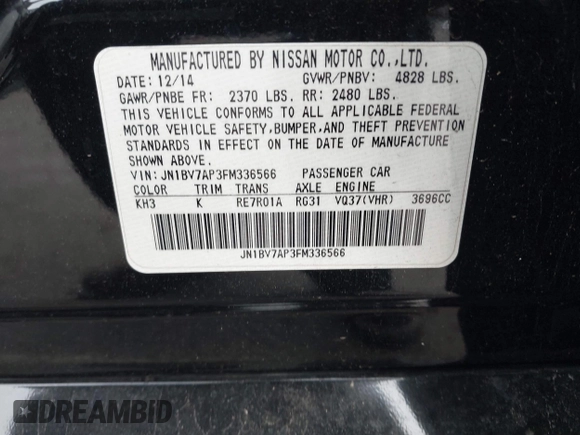 MANUFACTURED BY NISSAN MOTOR CO.,LTD.
DATE: 12/14 GVWR/PNBV: 4828 LBS.
GAWR/PNBE FR: 2370 LBS. RR: 2480 LBS.
THIS VEHICLE CONFORMS TO ALL APPLICABLE FEDERAL
MOTOR VEHICLE SAFETY,BUMPER,AND THEFT PREVENTION
STANDARDS IN EFFECT ON THE DATE OF MANUFACTURE
SHOWN ABOVE.
VIN: JN1BV7AP3FM336566 PASSENGER CAR
COLOR TRIM TRANS AXLE ENGINE
KH3 K RE7R01A RG31 VQ37(VHR) 3696CC
JN1BV7AP3FM336566
DREAMBID